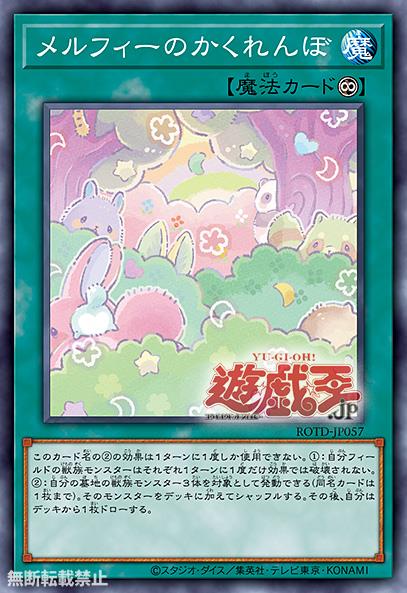 メルフィーのかくれんぼ 魔
【魔法カード】
YU-GI-OH!
遊戯王.jp
ROTD-JP057
このカード名の②の効果は１ターンに１度しか使用できない。①：自分フィ
ールドの獣族モンスターはそれぞれ１ターンに１度だけ効果では破壊されない。
②：自分の墓地の獣族モンスター３体を対象として発動できる（同名カードは
１枚まで）。そのモンスターをデッキに加えてシャッフルする。その後、自分は
デッキから１枚ドローする。
無断転載禁止
©スタジオ・ダイス／集英社・テレビ東京・KONAMI